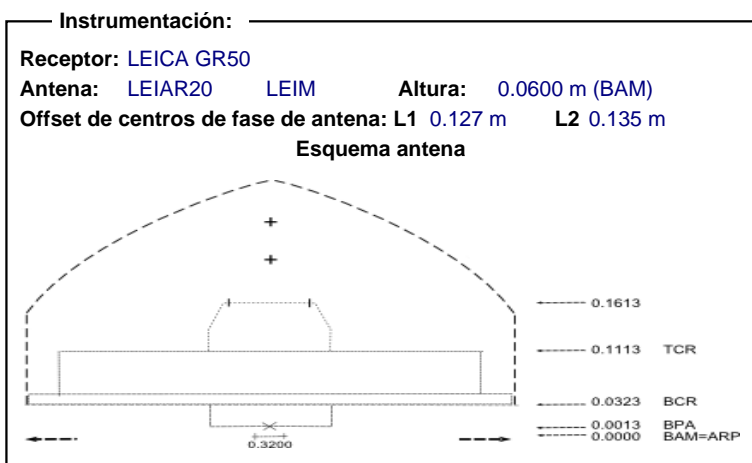 Instrumentación:
Receptor: LEICA GR50
Antena: LEIAR20 LEIM Altura: 0.0600 m (BAM)
Offset de centros de fase de antena: L1 0.127 m L2 0.135 m
Esquema antena
0.1613
0.1113 TCR
0.0323 BCR
0.0013 BPA
0.0000 BAM=ARP
0.3200